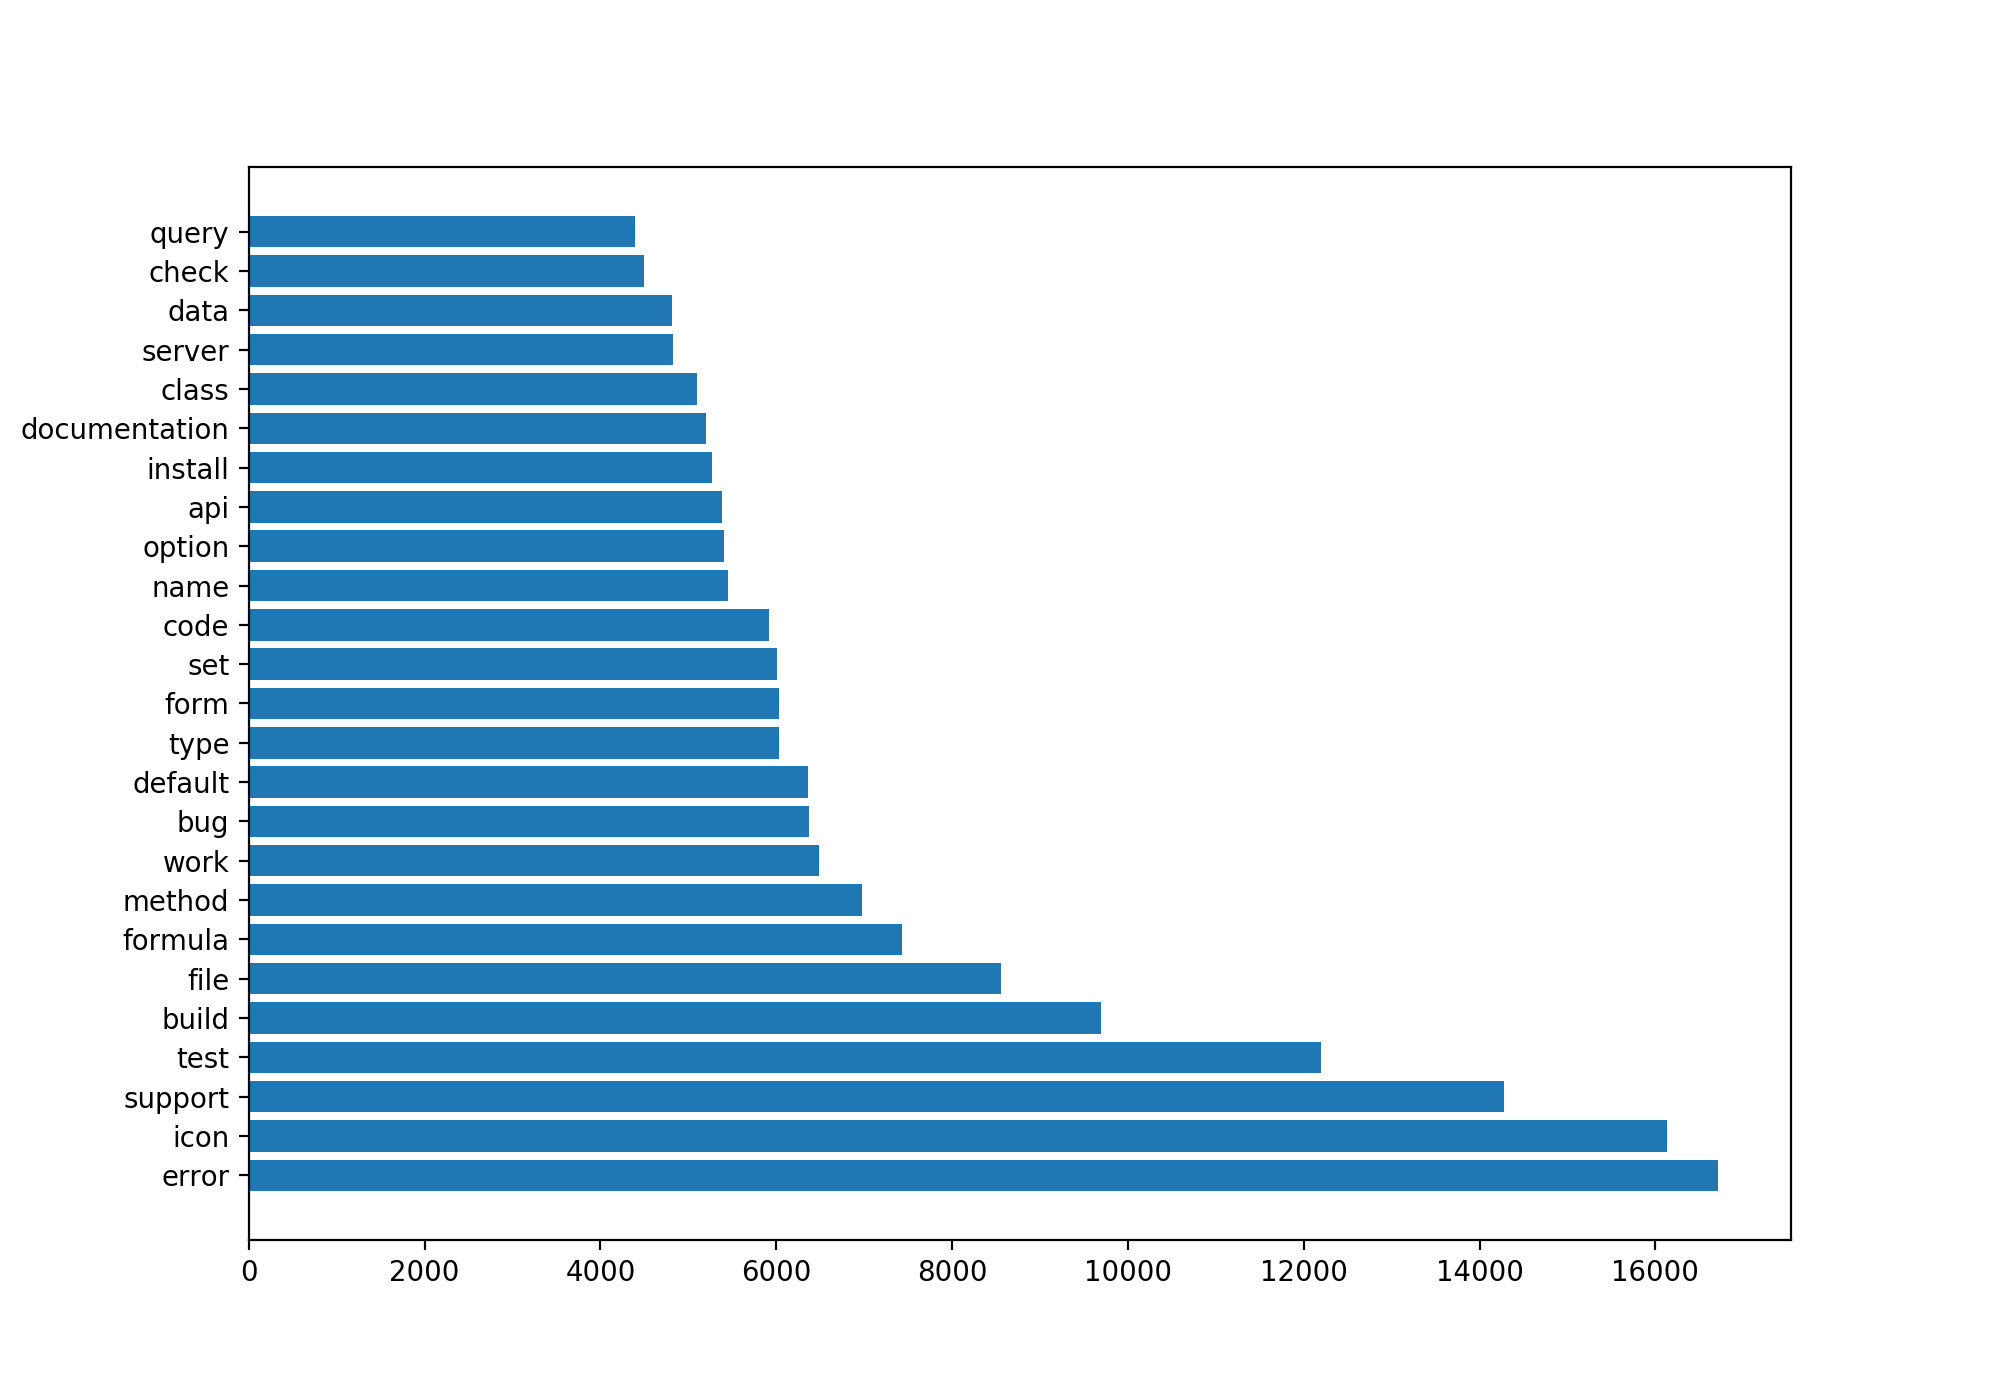 query
check
data
server
class
documentation
install
api
option
name
code
set
form
type
default
bug
work
method
formula
file
build
test
support
icon
error
0 2000 4000 6000 8000 10000 12000 14000 16000